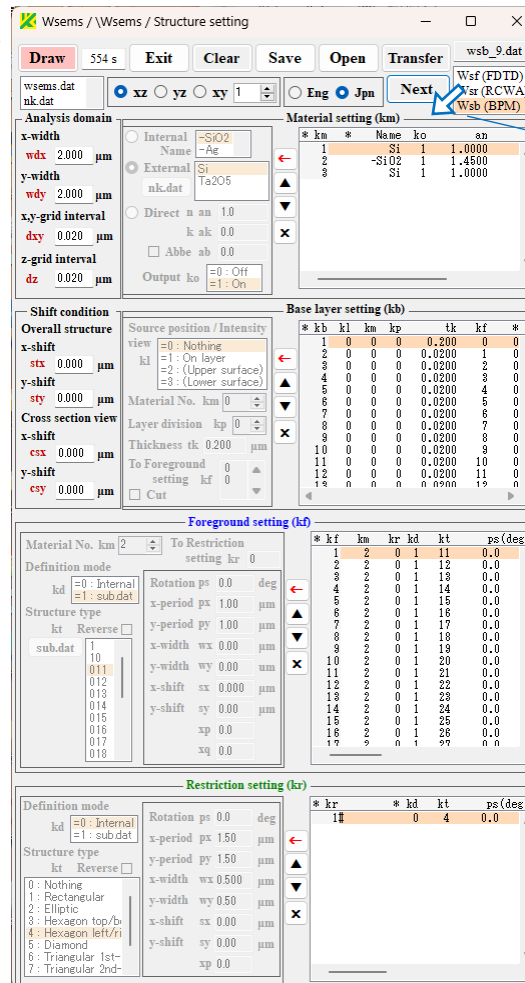 Wsems / \Wsems / Structure setting
Draw 554 s Exit Clear Save Open Transfer wsb_9.dat
wsems.dat
nk.dat
xz yz xy 1 Eng Jpn Next
Wsf (FDTD)
Wsr (RCWA
Wsb (BPM)
Analysis domain
x-width
wdx 2.000 μm
y-width
wdy 2.000 μm
x,y-grid interval
dxy 0.020 μm
z-grid interval
dz 0.020 μm
Material setting (km)
Internal Name -SiO2
-Ag
External Si
nk.dat Ta2O5
Direct n an 1.0
k ak 0.0
Abbe ab 0.0
Output ko =0 : Off
=1 : On
* km * Name ko an
1 Si 1 1.0000
2 -SiO2 1 1.4500
3 Si 1 1.0000
Shift condition
Overall structure
x-shift
stx 0.000 μm
y-shift
sty 0.000 μm
Cross section view
x-shift
csx 0.000 μm
y-shift
csy 0.000 μm
Base layer setting (kb)
Source position / Intensity
view kl =0 : Nothing
=1 : On layer
=2 : (Upper surface)
=3 : (Lower surface)
Material No. km 0
Layer division kp 0
Thickness tk 0.200 μm
To Foreground setting kf 0
0
Cut
* kb kl km kp tk kf *
1 0 0 0 0.200 0 0
2 0 0 0 0.0200 1 0
3 0 0 0 0.0200 2 0
4 0 0 0 0.0200 3 0
5 0 0 0 0.0200 4 0
6 0 0 0 0.0200 5 0
7 0 0 0 0.0200 6 0
8 0 0 0 0.0200 7 0
9 0 0 0 0.0200 8 0
10 0 0 0 0.0200 9 0
11 0 0 0 0.0200 10 0
12 0 0 0 0.0200 11 0
13 0 0 0 0.0200 12 0
Foreground setting (kf)
Material No. km 2
To Restriction setting kr 0
Definition mode
kd =0 : Internal
=1 : sub.dat
Structure type
kt Reverse
sub.dat
1
10
011
012
013
014
015
016
017
018
Rotation ps 0.0 deg
x-period px 1.00 μm
y-period py 1.00 μm
x-width wx 0.00 μm
y-width wy 0.00 um
x-shift sx 0.000 μm
y-shift sy 0.00 μm
xp 0.0
xq 0.0
* kf km kr kd kt ps(deg
1 2 0 1 11 0.0
2 2 0 1 12 0.0
3 2 0 1 13 0.0
4 2 0 1 14 0.0
5 2 0 1 15 0.0
6 2 0 1 16 0.0
7 2 0 1 17 0.0
8 2 0 1 18 0.0
9 2 0 1 19 0.0
10 2 0 1 20 0.0
11 2 0 1 21 0.0
12 2 0 1 22 0.0
13 2 0 1 23 0.0
14 2 0 1 24 0.0
15 2 0 1 25 0.0
16 2 0 1 26 0.0
17 2 0 1 27 0.0
Restriction setting (kr)
Definition mode
kd =0 : Internal
=1 : sub.dat
Structure type
kt Reverse
0 : Nothing
1 : Rectangular
2 : Elliptic
3 : Hexagon top/b
4 : Hexagon left/ri
5 : Diamond
6 : Triangular 1st-
7 : Triangular 2nd-
Rotation ps 0.0 deg
x-period px 1.50 μm
y-period py 1.50 μm
x-width wx 0.500 μm
y-width wy 0.50 μm
x-shift sx 0.00 μm
y-shift sy 0.00 μm
xp 0.0
* kr * kd kt ps(deg
1# 0 4 0.0